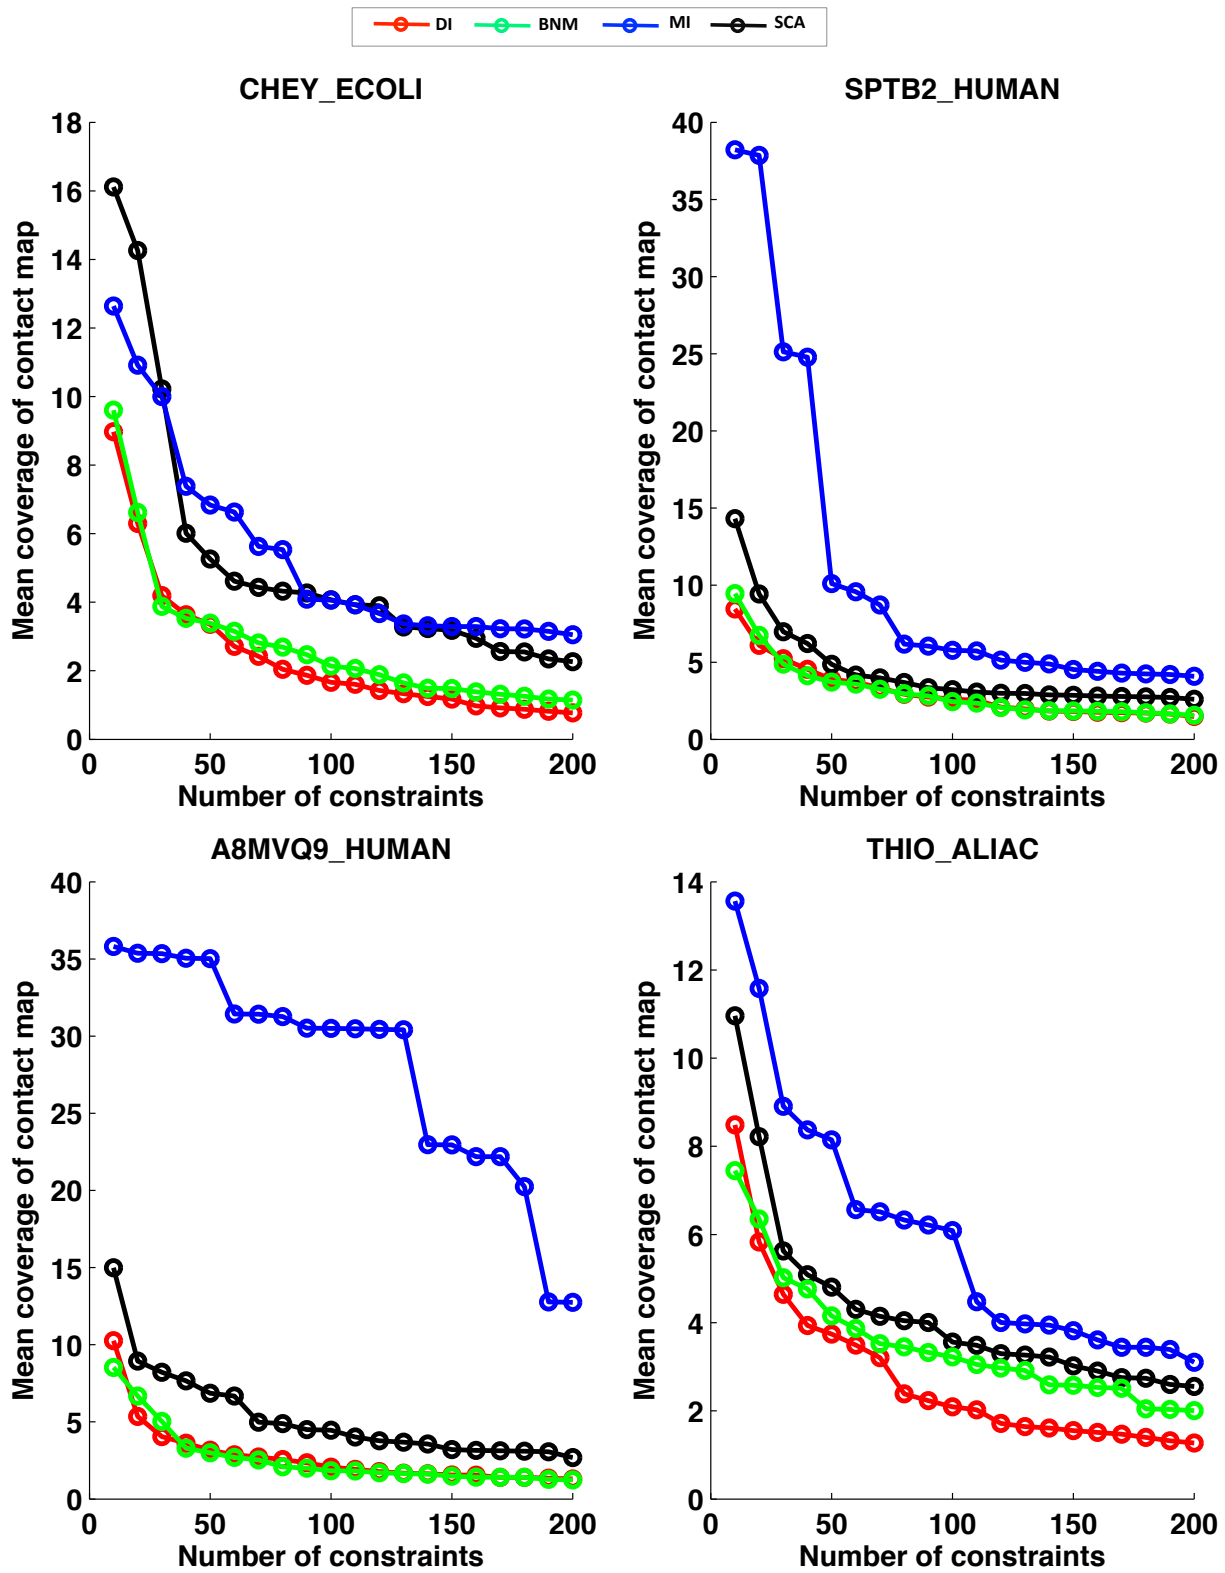 DI BNM MI SCA
CHEY_ECOLI
Mean coverage of contact map
18
16
14
12
10
8
6
4
2
0
0 50 100 150 200
Number of constraints
SPTB2_HUMAN
Mean coverage of contact map
40
35
30
25
20
15
10
5
0
0 50 100 150 200
Number of constraints
A8MVQ9_HUMAN
Mean coverage of contact map
40
35
30
25
20
15
10
5
0
0 50 100 150 200
Number of constraints
THIO_ALIAC
Mean coverage of contact map
14
12
10
8
6
4
2
0
0 50 100 150 200
Number of constraints